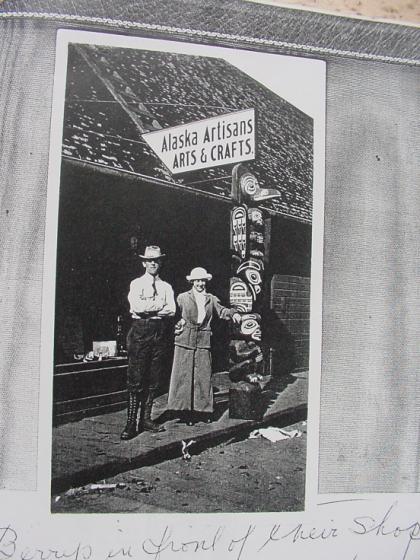 Alaska Artisans
ARTS & CRAFTS.
Berrys in front of their Shop